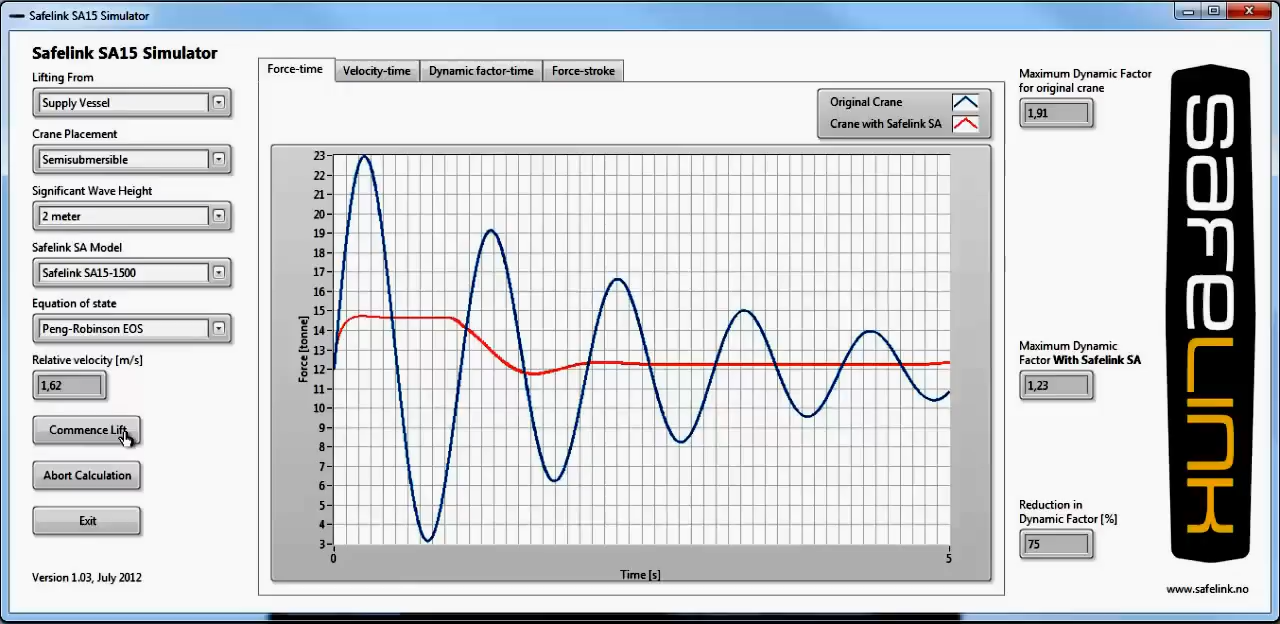 Safelink SA15 Simulator
Safelink SA15 Simulator
Lifting From
Supply Vessel
Crane Placement
Semisubmersible
Significant Wave Height
2 meter
Safelink SA Model
Safelink SA15-1500
Equation of state
Peng-Robinson EOS
Relative velocity [m/s]
1,62
Commence Lift
Abort Calculation
Exit
Version 1.03, July 2012
Force-time
Velocity-time
Dynamic factor-time
Force-stroke
Original Crane
Crane with Safelink SA
Force [tonne]
23
22
21
20
19
18
17
16
15
14
13
12
11
10
9
8
7
6
5
4
3
0
5
Time [s]
Maximum Dynamic Factor
for original crane
1,91
Maximum Dynamic
Factor With Safelink SA
1,23
Reduction in
Dynamic Factor [%]
75
SAFELINK
www.safelink.no